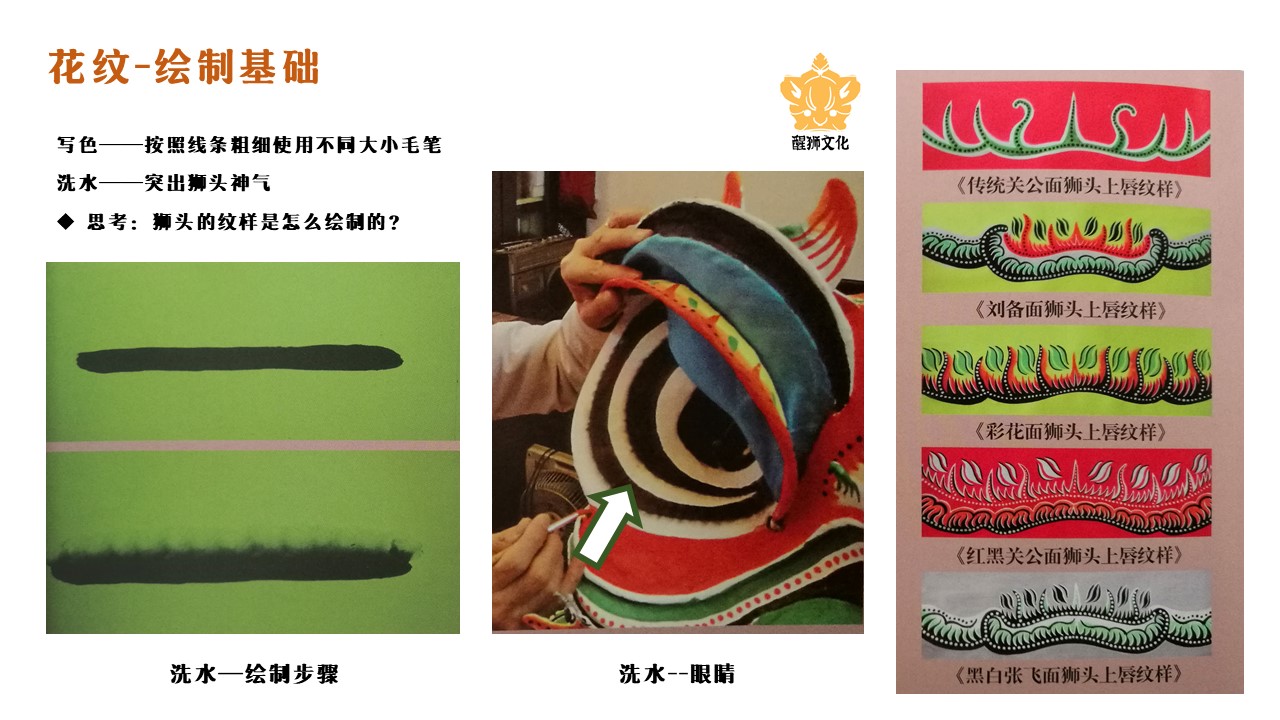 花纹-绘制基础
写色——按照线条粗细使用不同大小毛笔
洗水——突出狮头神气
◆ 思考：狮头的纹样是怎么绘制的？
醒狮文化
洗水—绘制步骤
洗水--眼睛
《传统关公面狮头上唇纹样》
《刘备面狮头上唇纹样》
《彩花面狮头上唇纹样》
《红黑关公面狮头上唇纹样》
《黑白张飞面狮头上唇纹样》